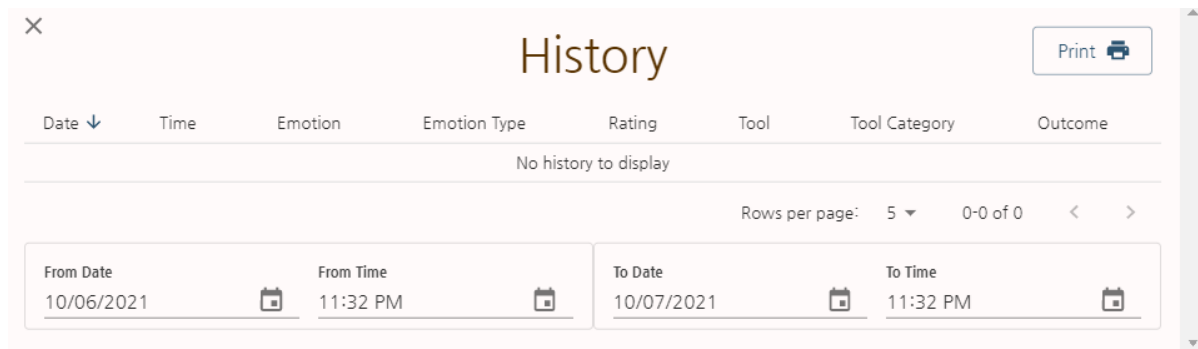 History
Print
Date Time Emotion Emotion Type Rating Tool Tool Category Outcome
No history to display
Rows per page: 5 0-0 of 0
From Date From Time To Date To Time
10/06/2021 11:32 PM 10/07/2021 11:32 PM